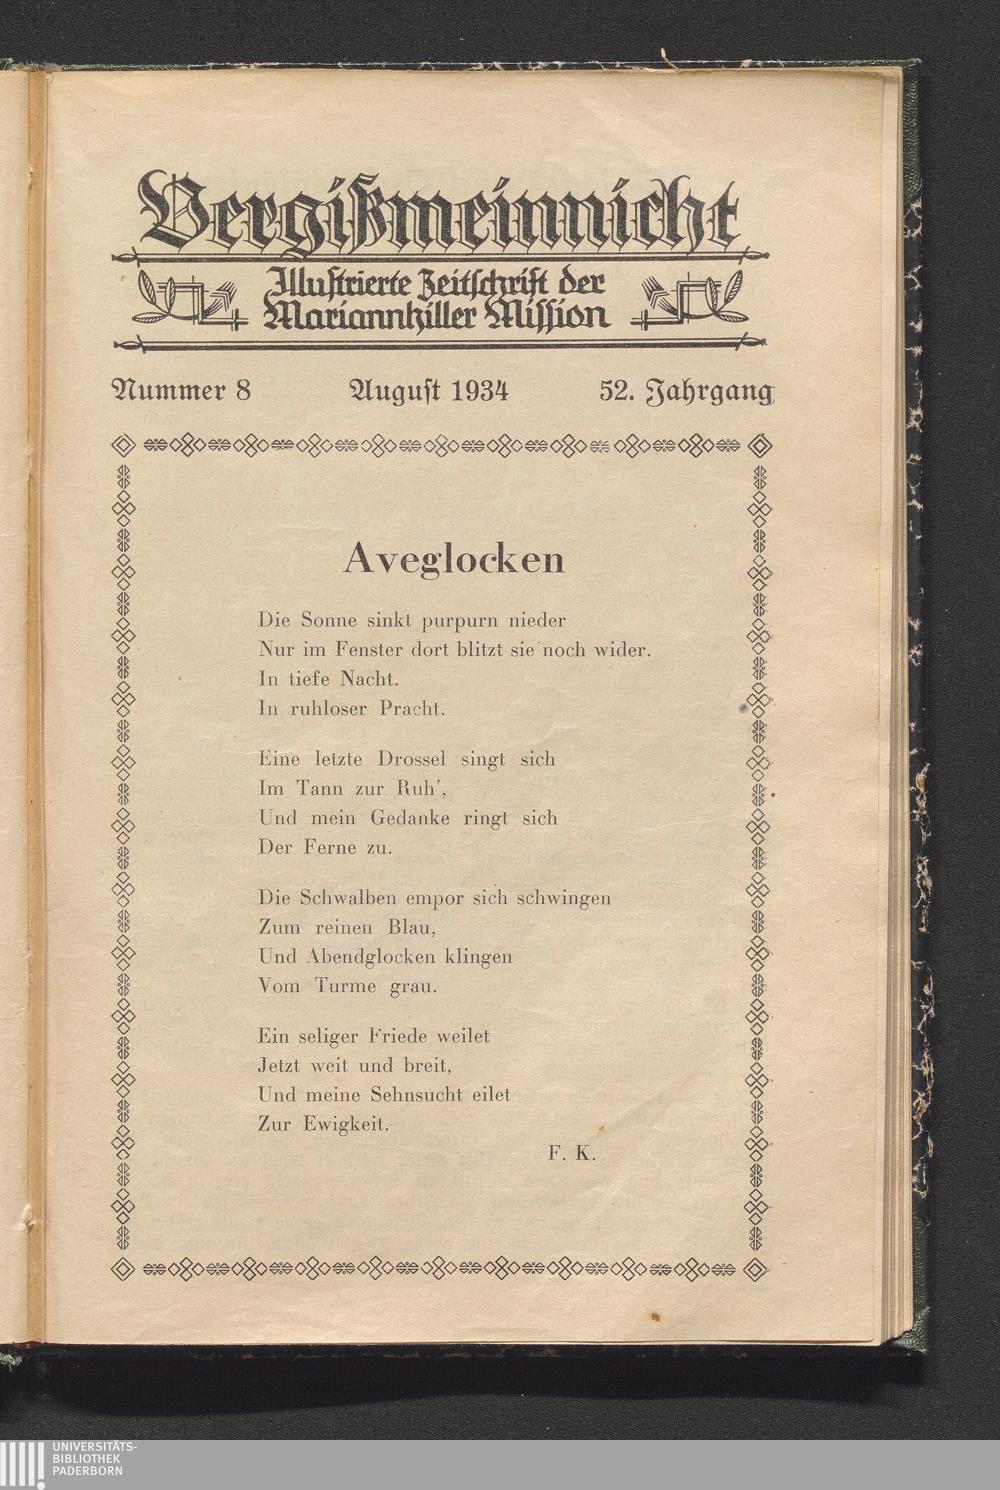 Vergißmeinnicht
Illustrierte Zeitschrift der
Mariannhiller Mission
Nummer 8 August 1934 52. Jahrgang
Aveglocken
Die Sonne sinkt purpurn nieder
Nur im Fenster dort blitzt sie noch wider.
In tiefe Nacht.
In ruhloser Pracht.
Eine letzte Drossel singt sich
Im Tann zur Ruh',
Und mein Gedanke ringt sich
Der Ferne zu.
Die Schwalben empor sich schwingen
Zum reinen Blau,
Und Abendglocken klingen
Vom Turme grau.
Ein seliger Friede weilet
Jetzt weit und breit,
Und meine Sehnsucht eilet
Zur Ewigkeit.
F. K.
UNIVERSITÄTS-
BIBLIOTHEK
PADERBORN